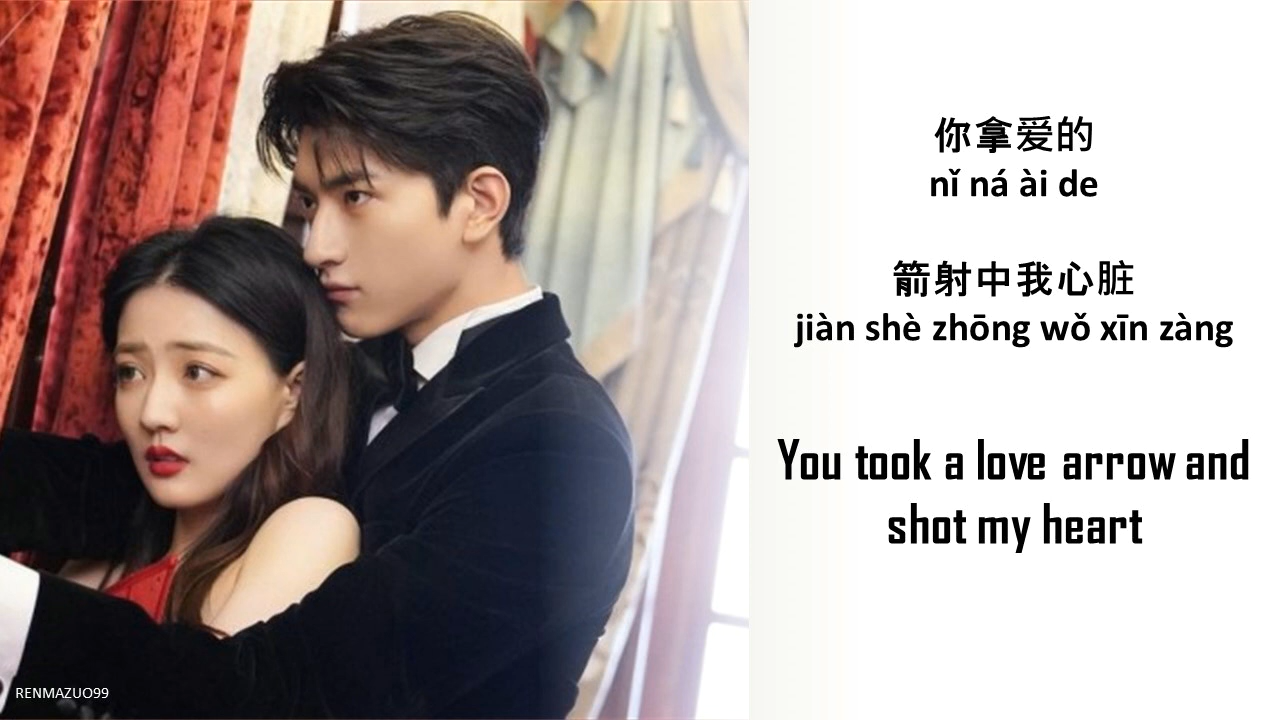 你拿爱的
nǐ ná ài de
箭射中我心脏
jiàn shè zhōng wǒ xīn zàng
You took a love arrow and
shot my heart
RENMAZUO99